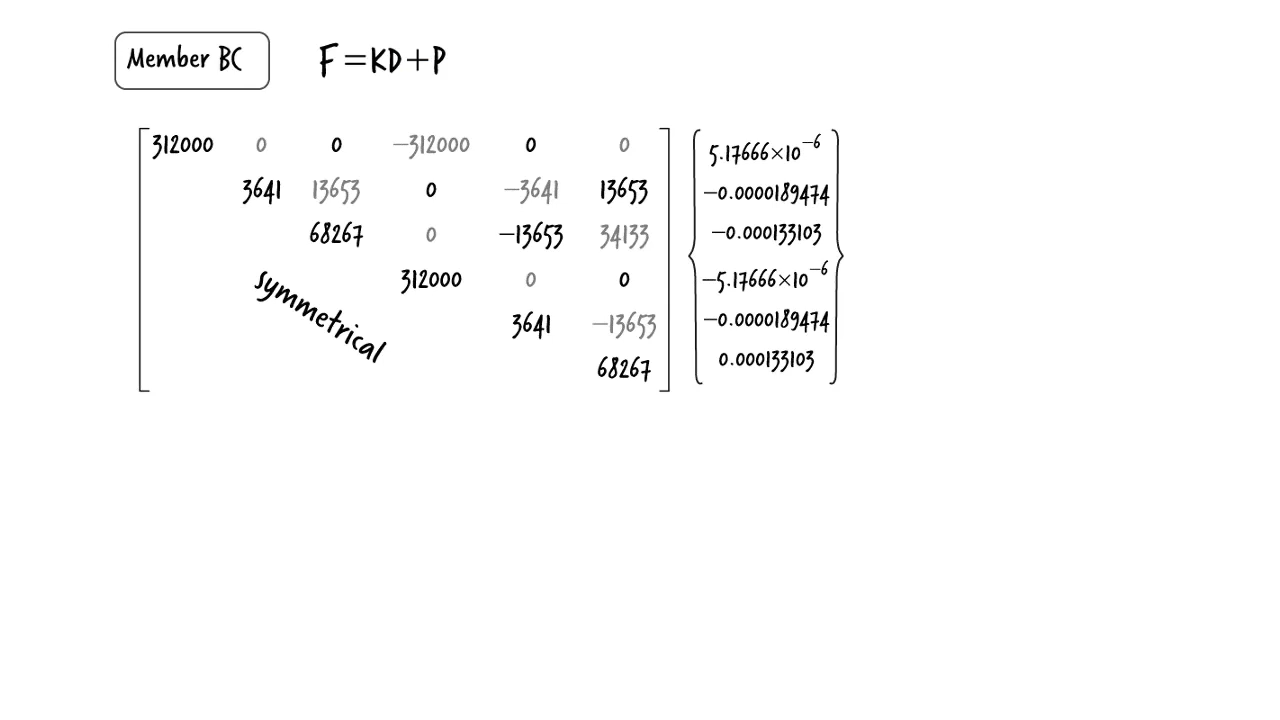 Member BC F=KD+P
312000 0 0 −312000 0 0 5.17666×10⁻⁶
3641 13653 0 −3641 13653 −0.0000189474
68267 0 −13653 34133 −0.000133103
312000 0 0 −5.17666×10⁻⁶
symmetrical
3641 −13653 −0.0000189474
68267 0.000133103